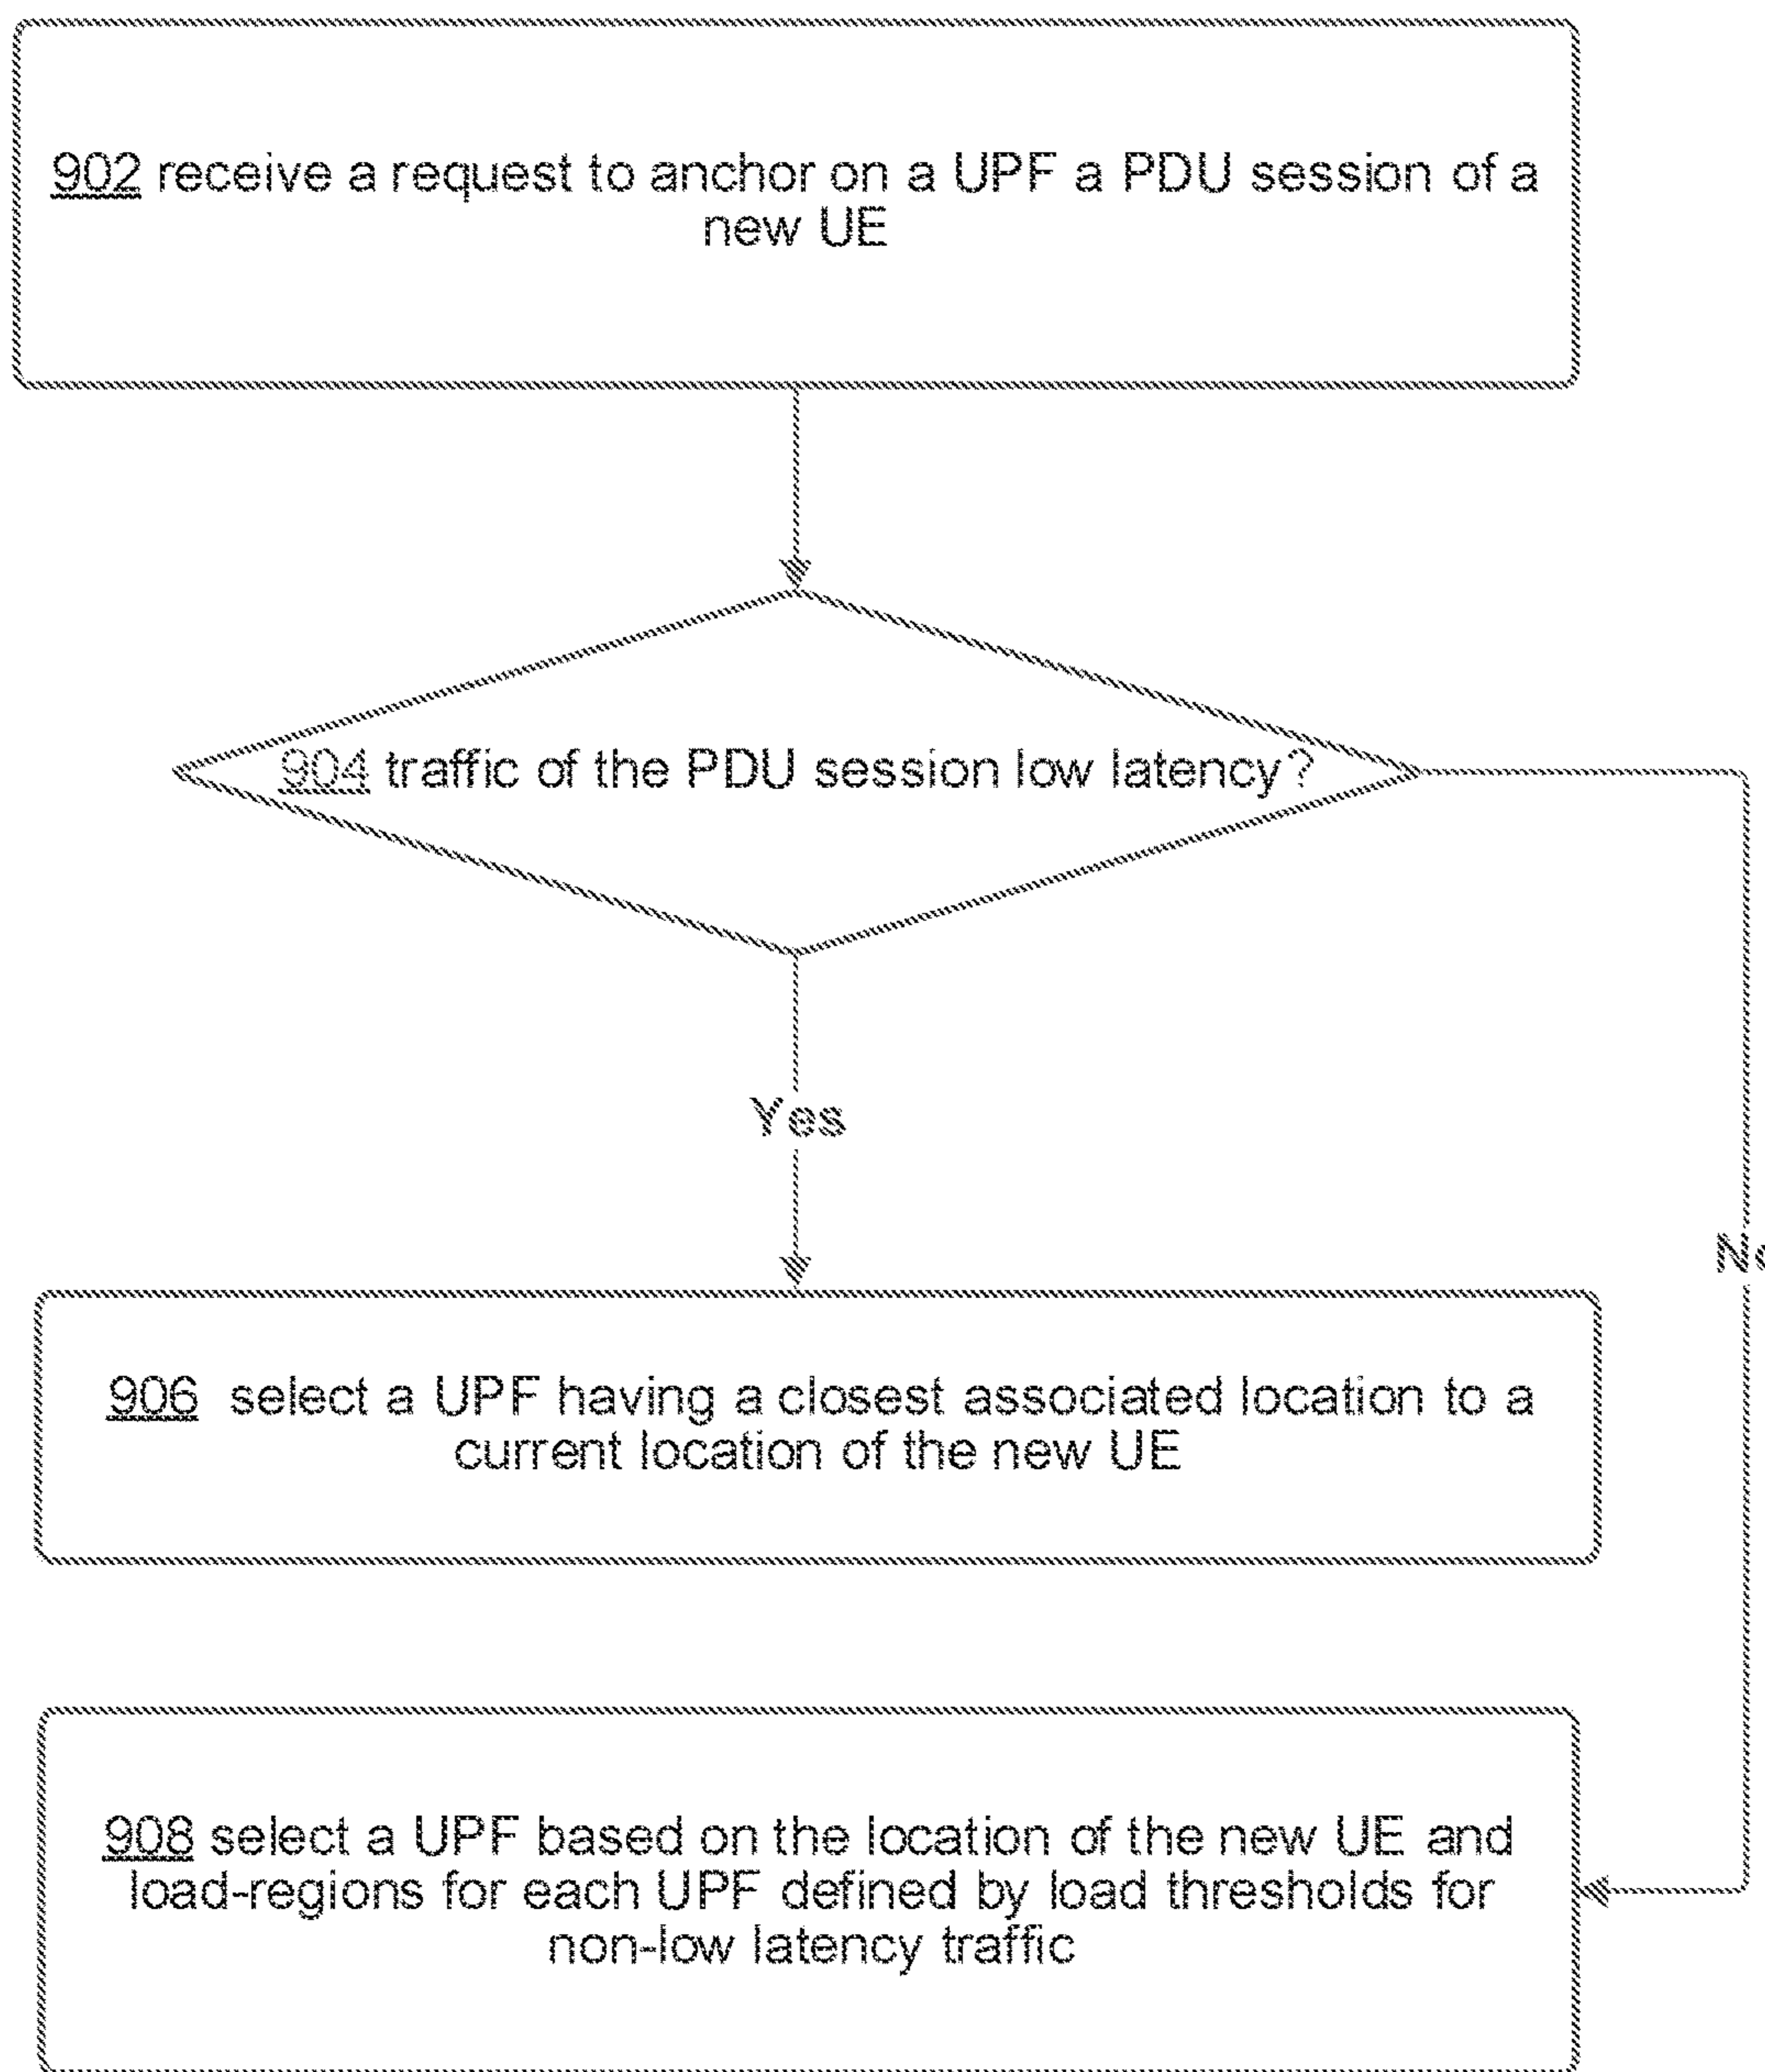 902 receive a request to anchor on a UPF a PDU session of a
new UE
904 traffic of the PDU session low latency?
Yes
No
906 select a UPF having a closest associated location to a
current location of the new UE
908 select a UPF based on the location of the new UE and
load-regions for each UPF defined by load thresholds for
non-low latency traffic